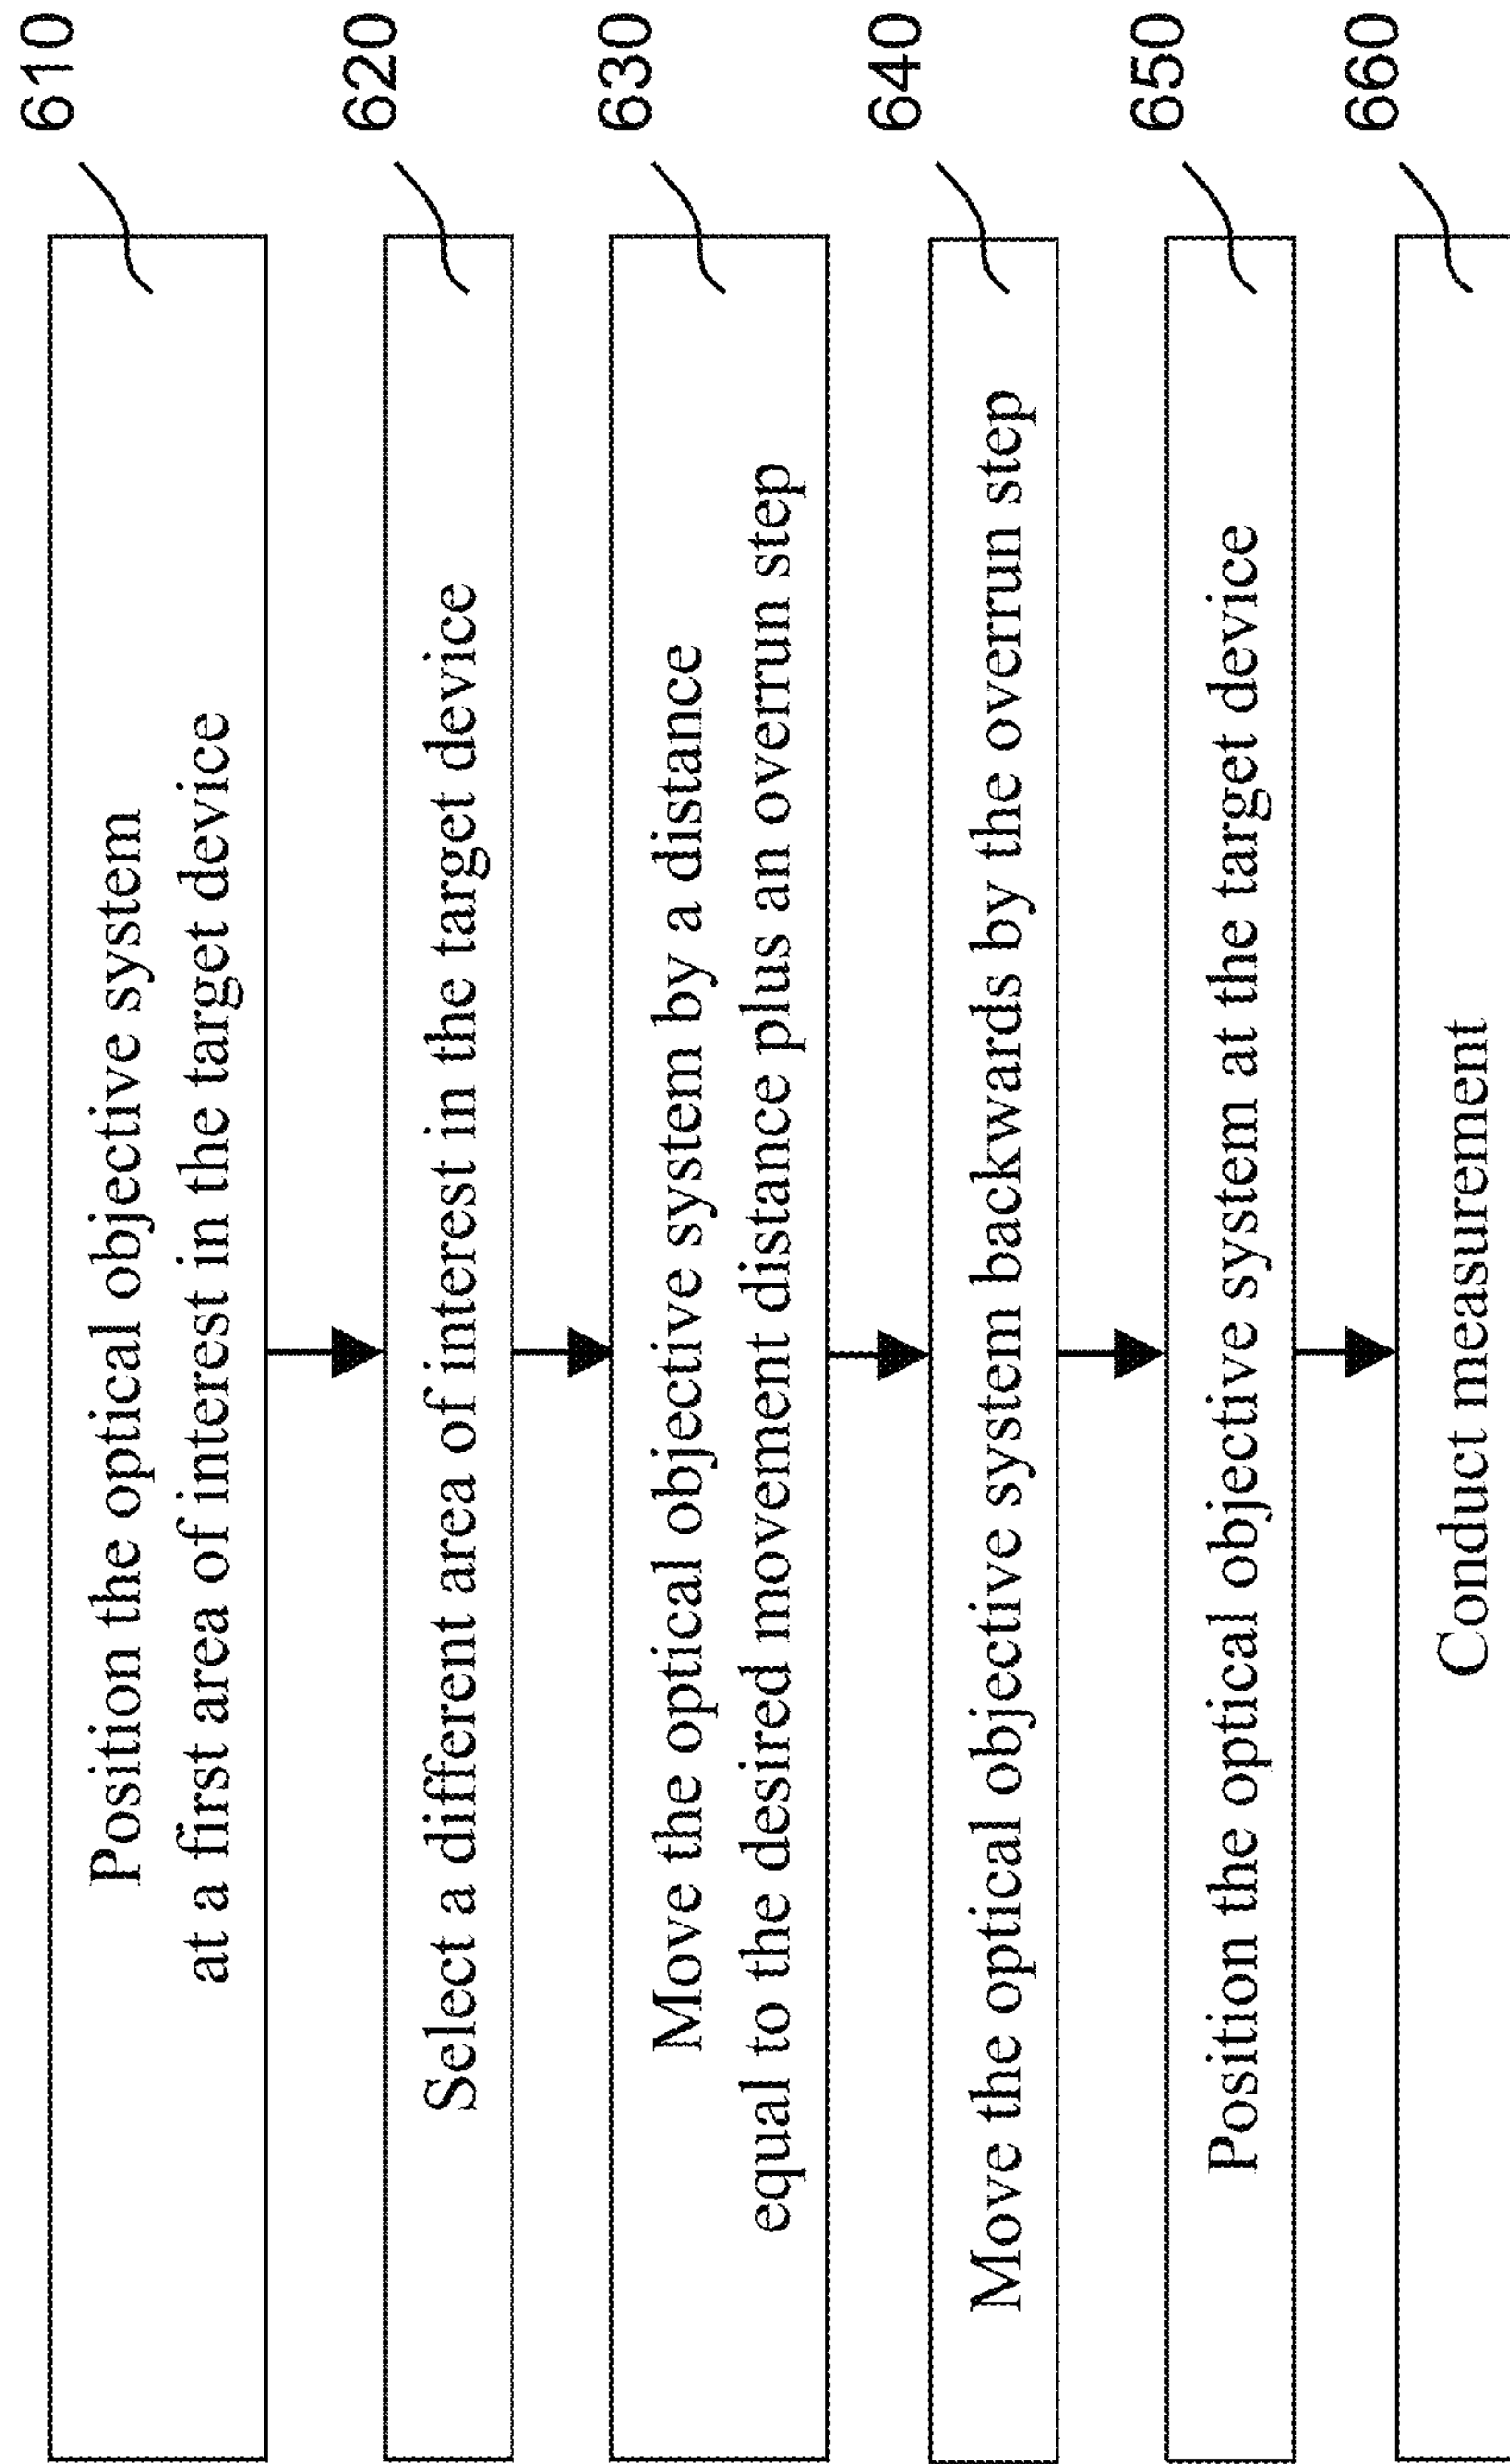 Position the optical objective system
at a first area of interest in the target device
610
Select a different area of interest in the target device
620
Move the optical objective system by a distance
equal to the desired movement distance plus an overrun step
630
Move the optical objective system backwards by the overrun step
640
Position the optical objective system at the target device
650
Conduct measurement
660